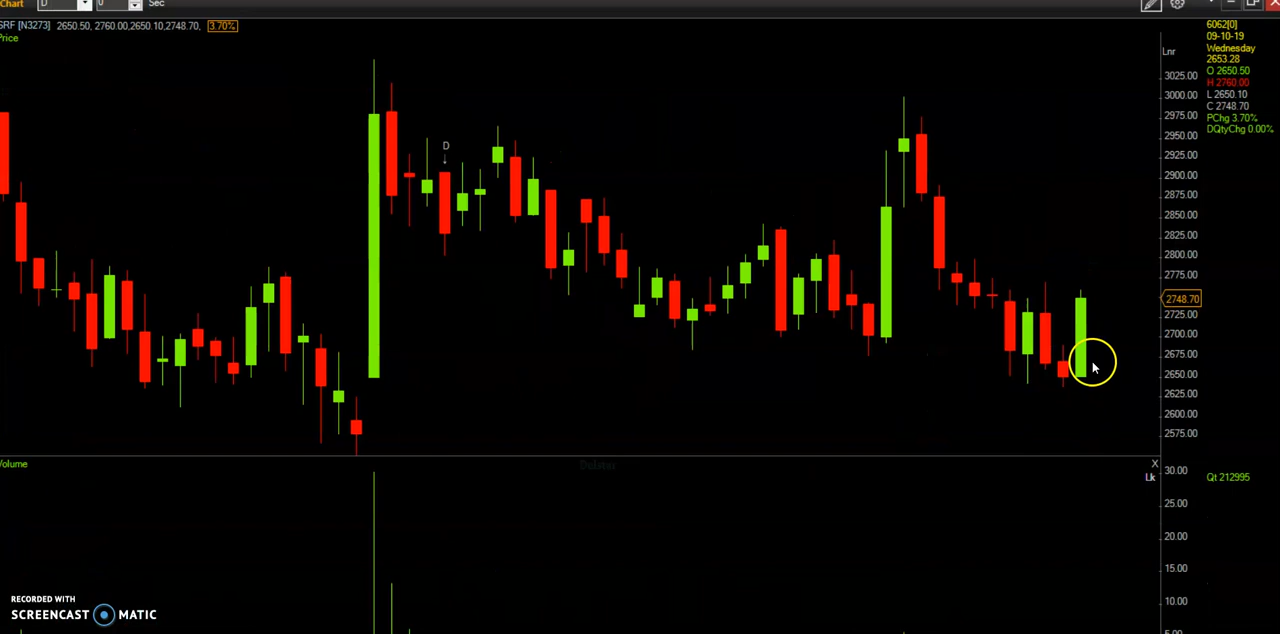 Chart D 0 Sec
SRF [N3273] 2650.50, 2760.00,2650.10,2748.70, 3.70%
Price
D
Lnr
3025.00
3000.00
2975.00
2950.00
2925.00
2900.00
2875.00
2850.00
2825.00
2800.00
2775.00
2748.70
2725.00
2700.00
2675.00
2650.00
2625.00
2600.00
2575.00
6062[0]
09-10-19
Wednesday
2653.28
O 2650.50
H 2760.00
L 2650.10
C 2748.70
PChg 3.70%
DQtyChg 0.00%
Volume
X
Lk
30.00
25.00
20.00
15.00
10.00
5.00
Qt 212995
RECORDED WITH
SCREENCAST MATIC